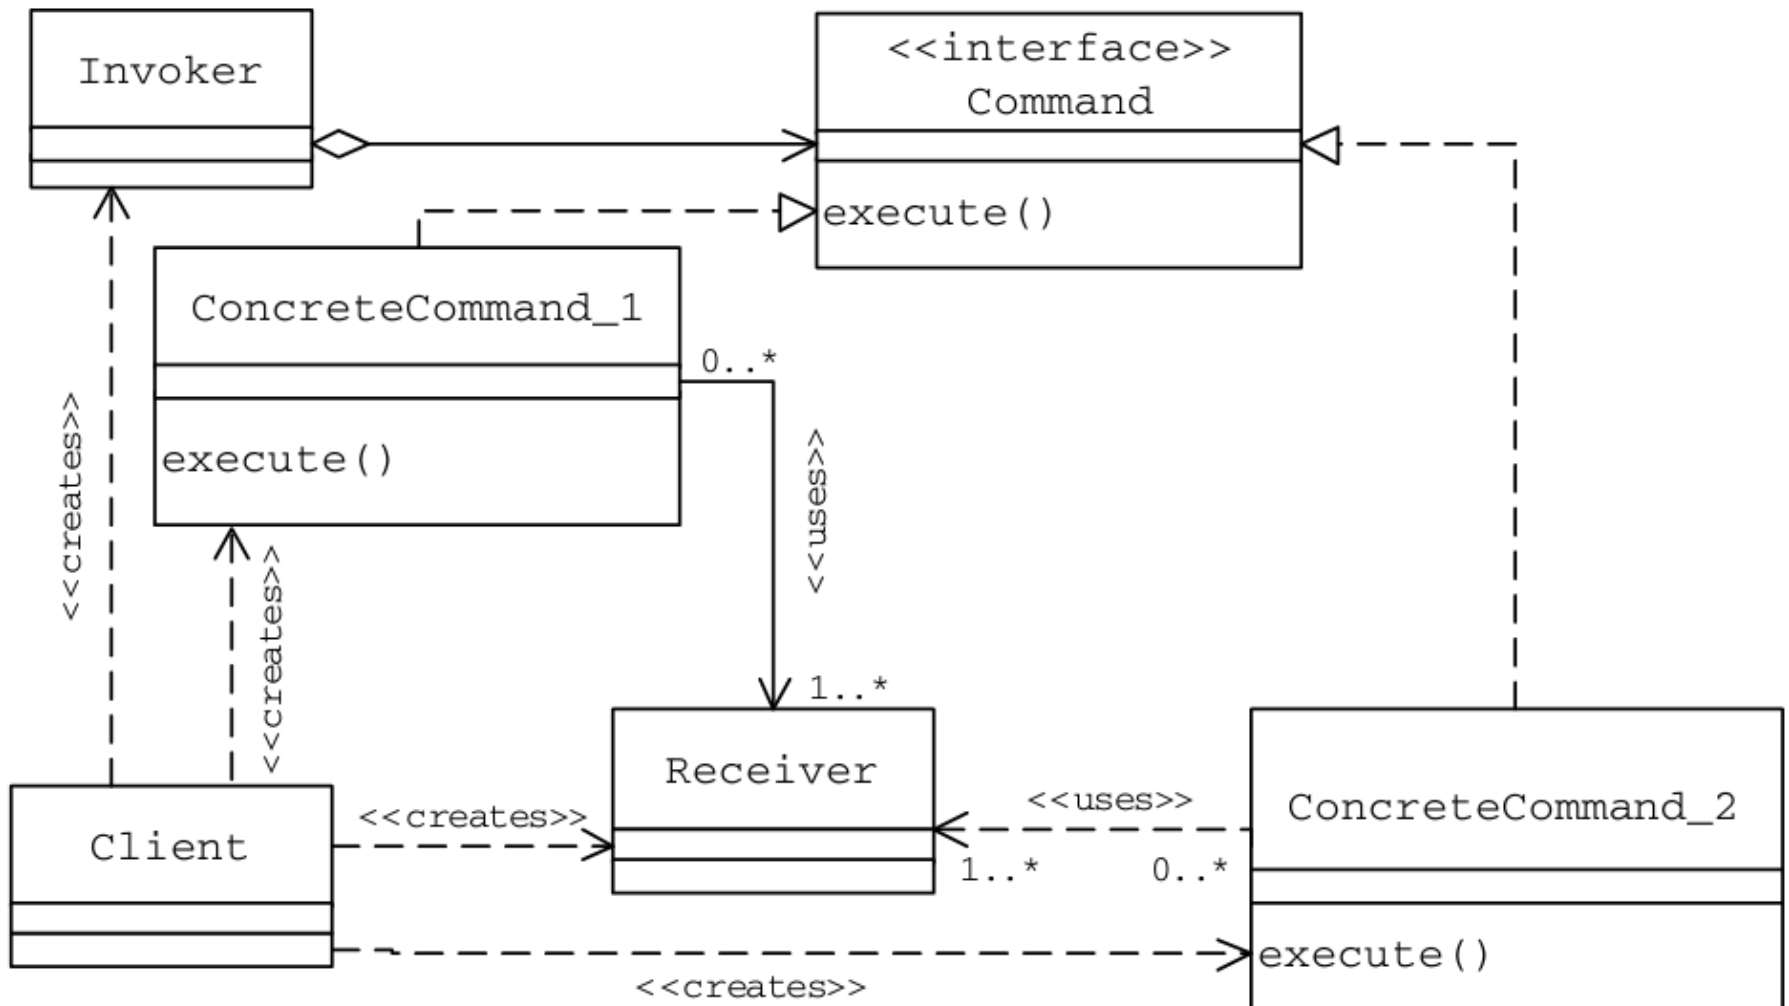 Invoker
<<interface>>
Command
execute()
ConcreteCommand_1
0..*
execute()
<<creates>>
<<creates>>
<<uses>>
1..*
Receiver
Client
<<creates>>
<<uses>>
1..*
0..*
ConcreteCommand_2
execute()
<<creates>>